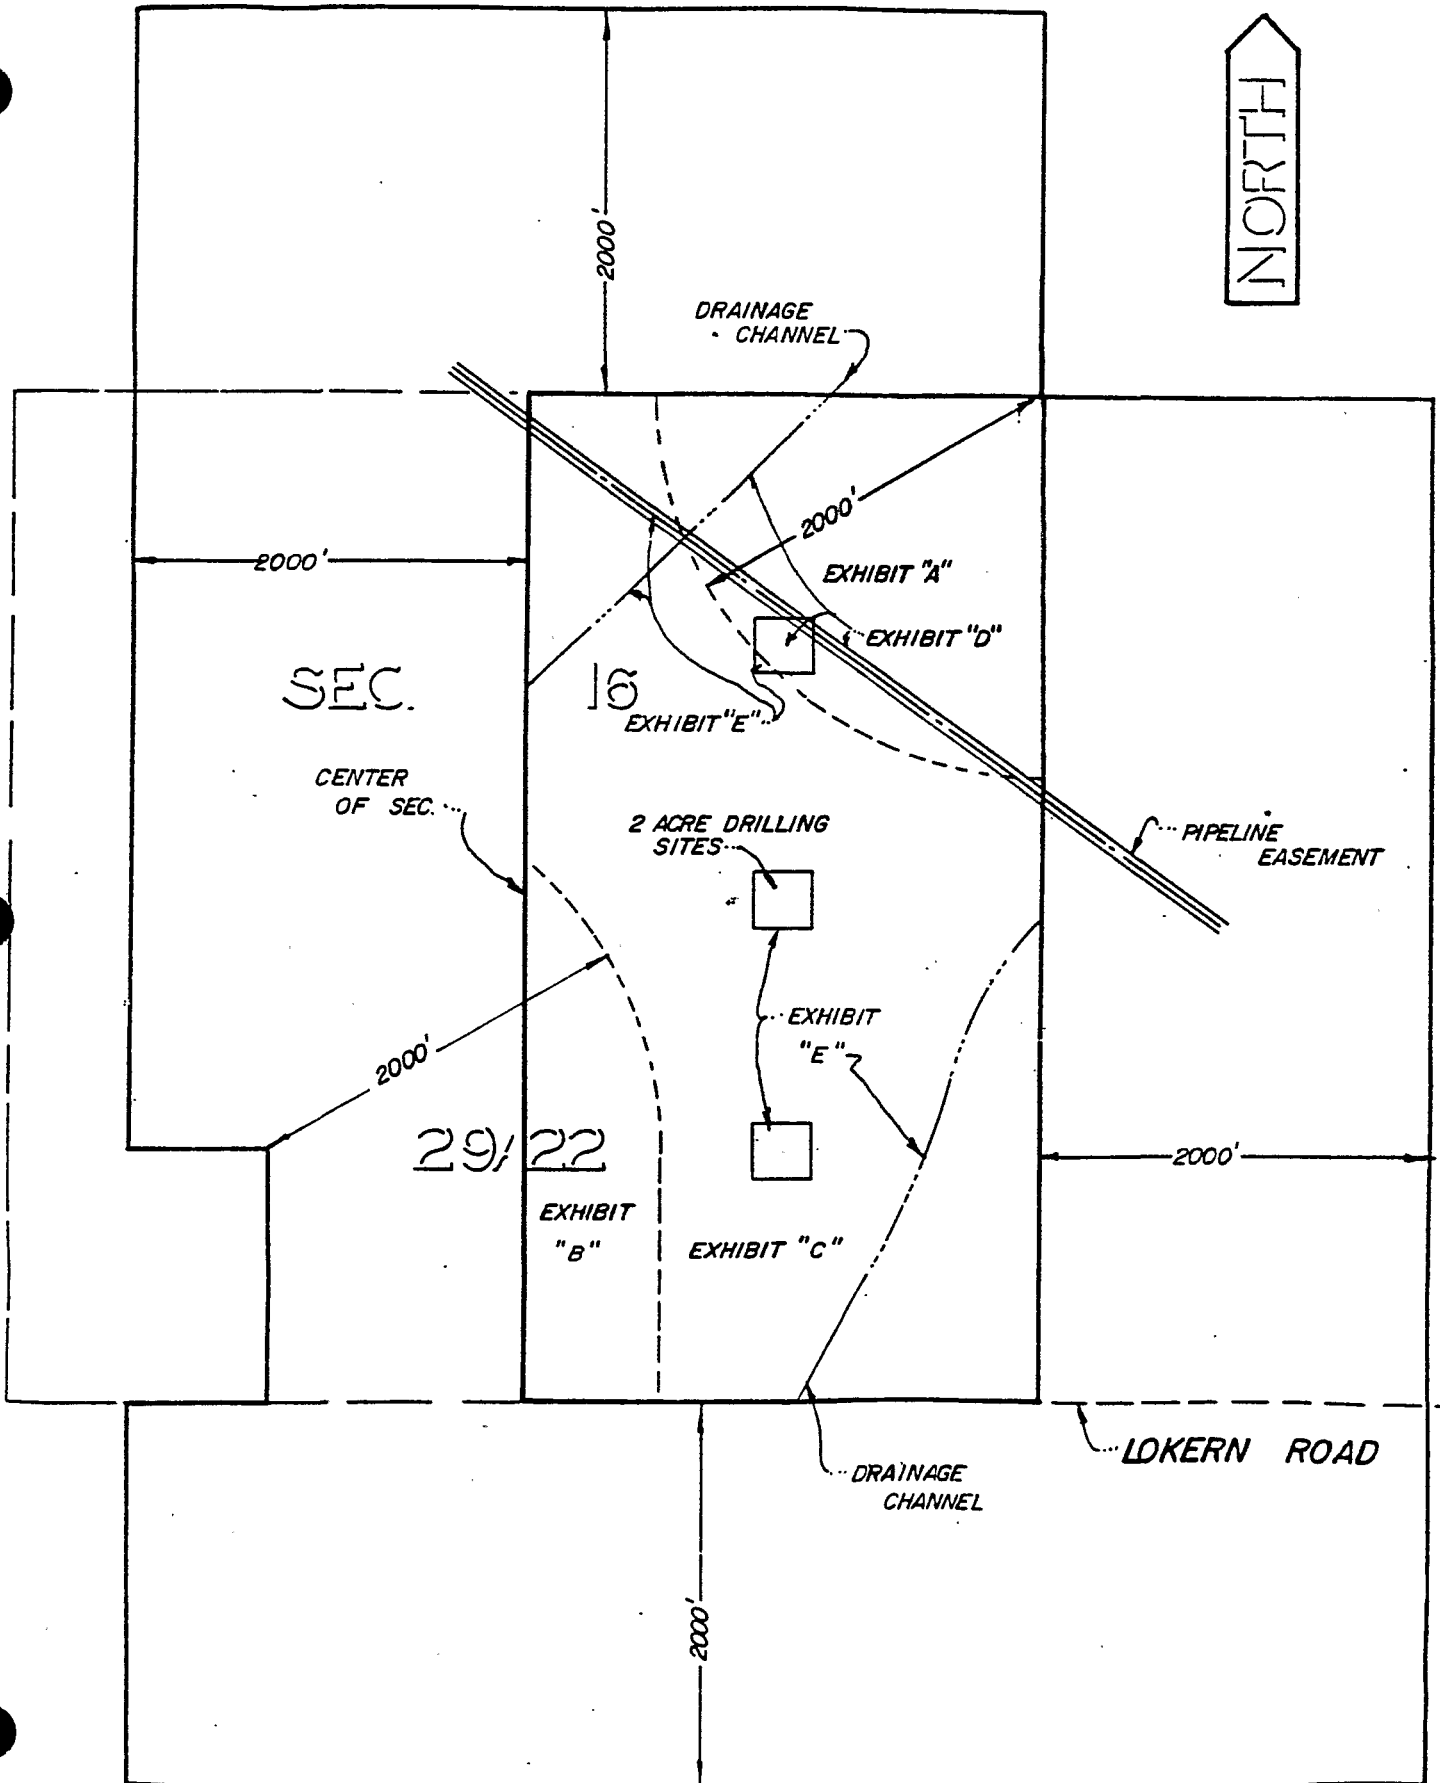 NORTH
2000'
DRAINAGE
CHANNEL
2000'
2000'
EXHIBIT "A"
EXHIBIT "D"
SEC.
16
EXHIBIT "E"
CENTER
OF SEC.
2 ACRE DRILLING
SITES
PIPELINE
EASEMENT
EXHIBIT
"E"
2000'
29/22
2000'
EXHIBIT
"B"
EXHIBIT "C"
LOKERN ROAD
DRAINAGE
CHANNEL
2000'